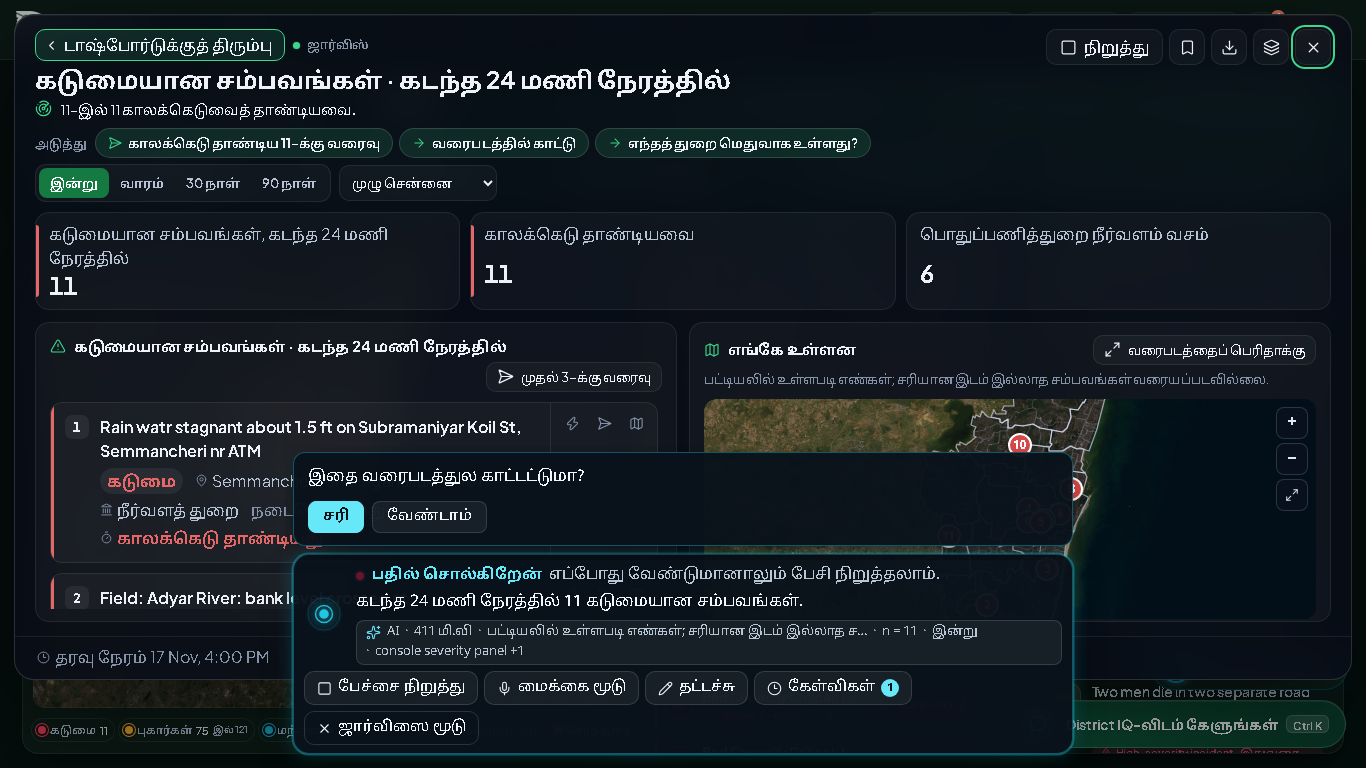 டாஷ்போர்டுக்குத் திரும்பு
ஜார்விஸ்
நிறுத்து
கடுமையான சம்பவங்கள் · கடந்த 24 மணி நேரத்தில்
11-இல் 11 காலக்கெடுவைத் தாண்டியவை.
அடுத்து
காலக்கெடு தாண்டிய 11-க்கு வரைவு
வரைபடத்தில் காட்டு
எந்தத் துறை மெதுவாக உள்ளது?
இன்று
வாரம்
30 நாள்
90 நாள்
முழு சென்னை
கடுமையான சம்பவங்கள், கடந்த 24 மணி
நேரத்தில்
11
காலக்கெடு தாண்டியவை
11
பொதுப்பணித்துறை நீர்வளம் வசம்
6
கடுமையான சம்பவங்கள் · கடந்த 24 மணி நேரத்தில்
முதல் 3-க்கு வரைவு
1
Rain watr stagnant about 1.5 ft on Subramaniyar Koil St,
Semmancheri nr ATM
கடுமை
நீர்வளத் துறை
காலக்கெடு
2
Field: Adyar River: bank
எங்கே உள்ளன
வரைபடத்தைப் பெரிதாக்கு
பட்டியலில் உள்ளபடி எண்கள்; சரியான இடம் இல்லாத சம்பவங்கள் வரையப்படவில்லை.
10
+
−
இதை வரைபடத்துல காட்டட்டுமா?
சரி
வேண்டாம்
பதில் சொல்கிறேன் எப்போது வேண்டுமானாலும் பேசி நிறுத்தலாம்.
கடந்த 24 மணி நேரத்தில் 11 கடுமையான சம்பவங்கள்.
AI · 411 மி.வி · பட்டியலில் உள்ளபடி எண்கள்; சரியான இடம் இல்லாத ச... · n = 11 · இன்று
· console severity panel +1
பேச்சை நிறுத்து
மைக்கை மூடு
தட்டச்சு
கேள்விகள் 1
ஜார்விஸை மூடு
தரவு நேரம் 17 Nov, 4:00 PM
கடுமை 11
புகார்கள் 75 இல் 121
Two men die in two separate road
District IQ-விடம் கேளுங்கள்
Ctrl K